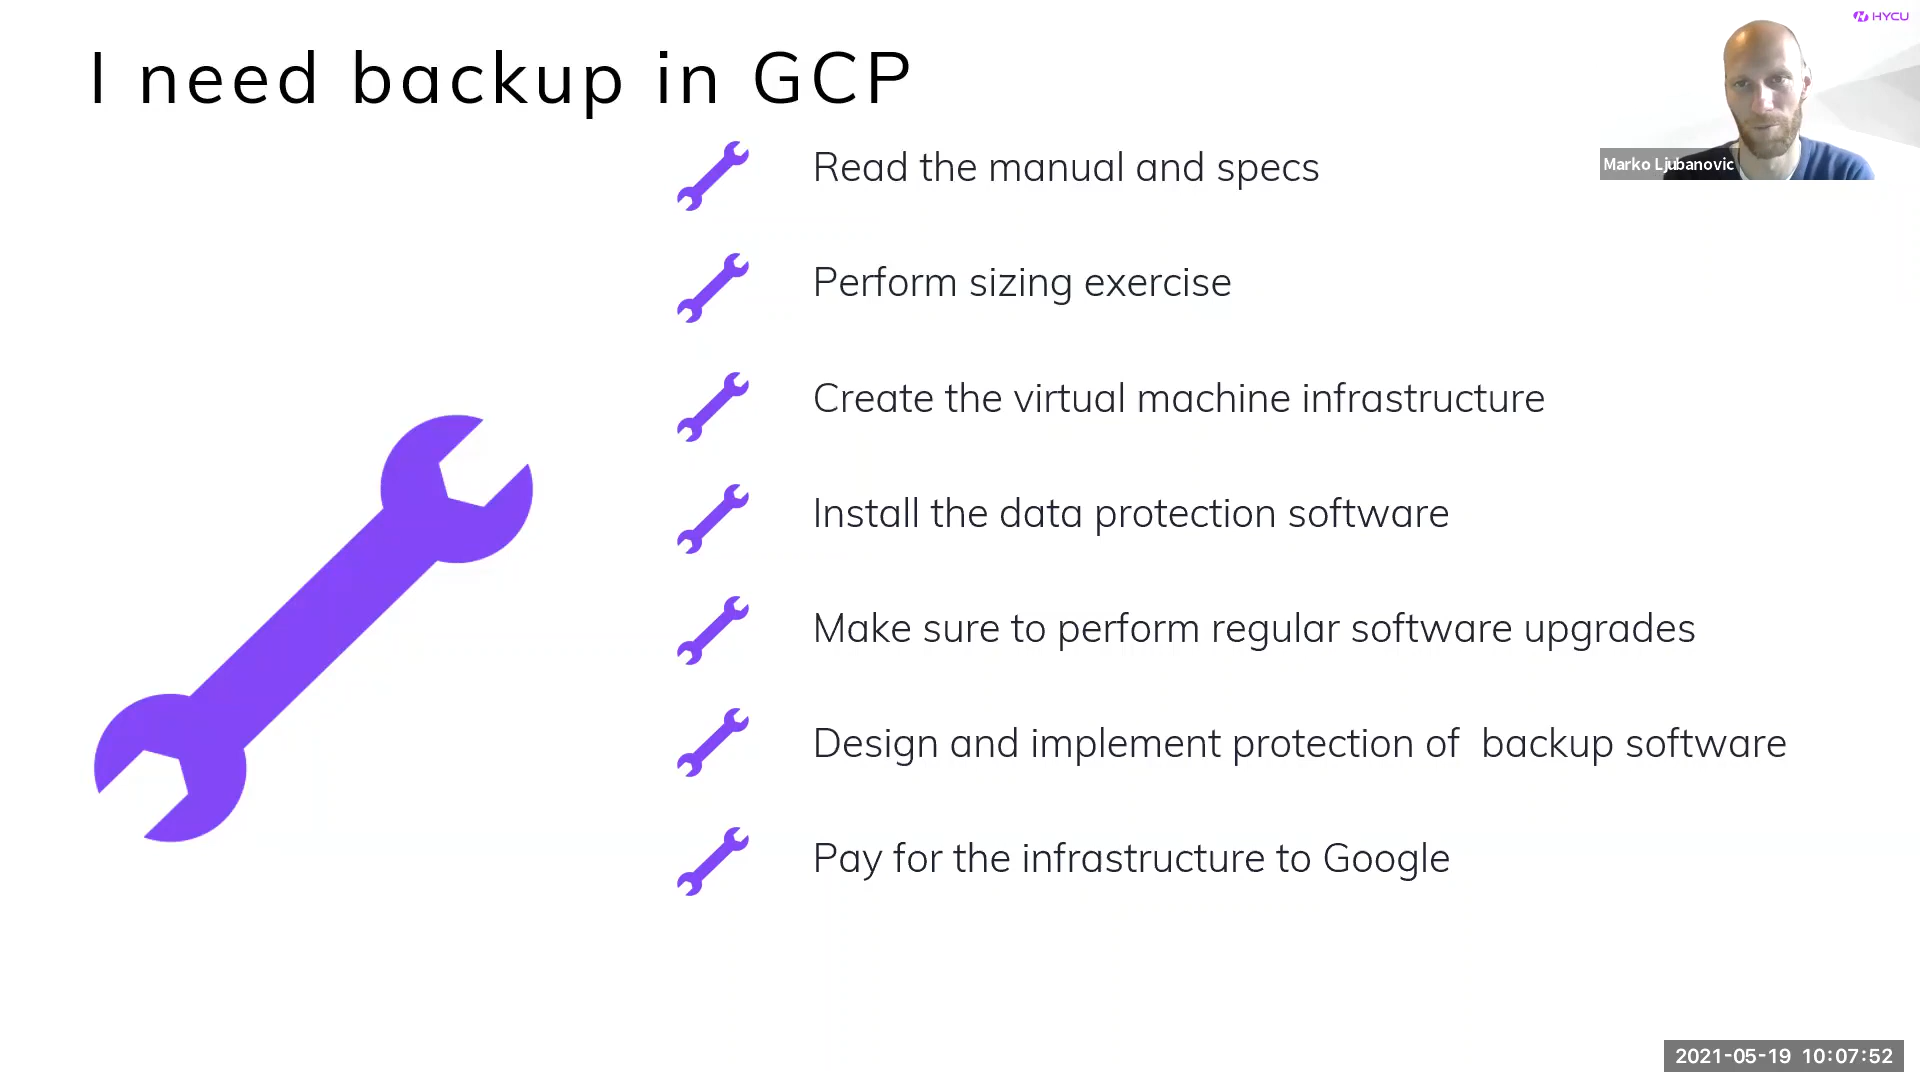 HYCU
I need backup in GCP
Marko Ljubanovic
Read the manual and specs
Perform sizing exercise
Create the virtual machine infrastructure
Install the data protection software
Make sure to perform regular software upgrades
Design and implement protection of  backup software
Pay for the infrastructure to Google
2021-05-19 10:07:52